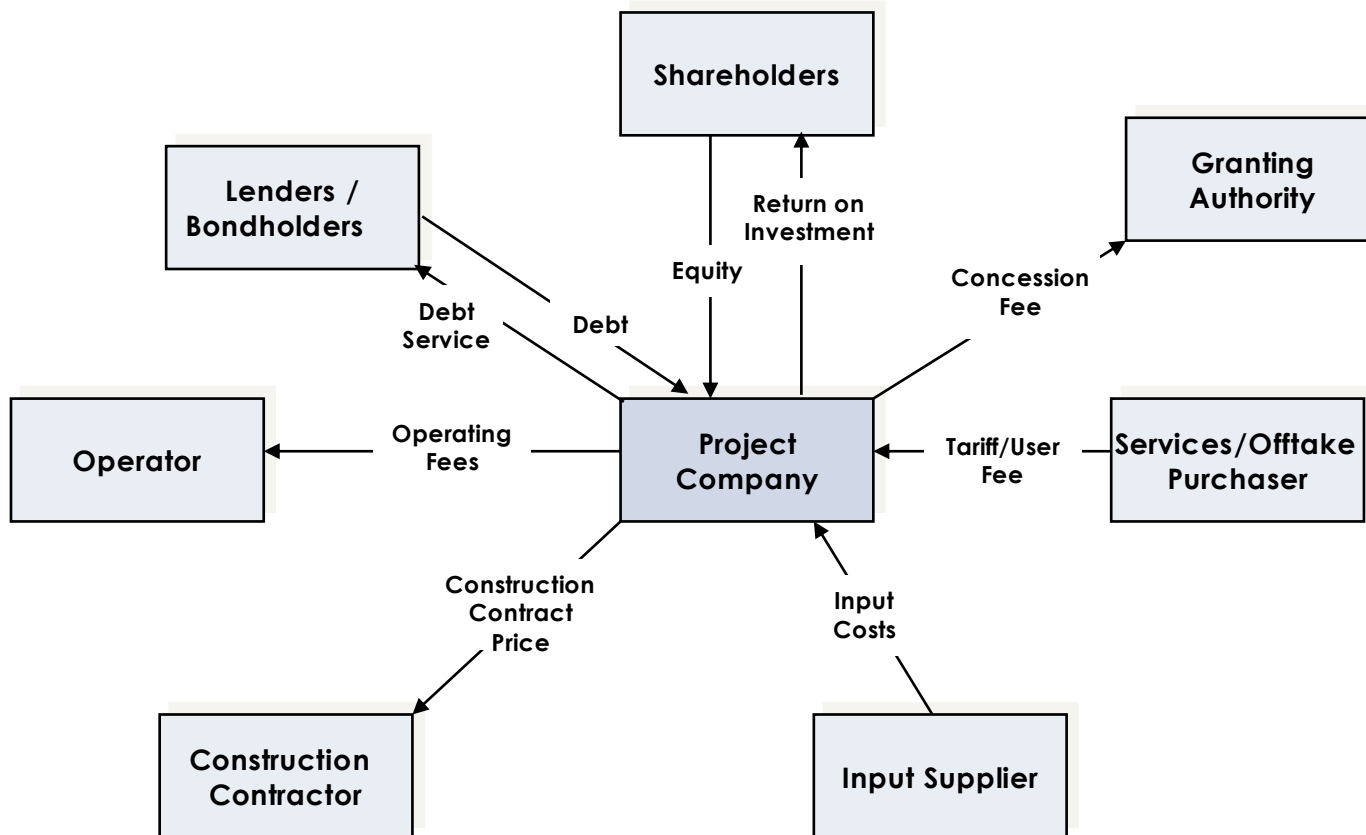 Shareholders
Granting
Authority
Lenders /
Bondholders
Return on
Investment
Equity
Concession
Fee
Debt
Service
Debt
Operator
Operating
Fees
Project
Company
Tariff/User
Fee
Services/Offtake
Purchaser
Construction
Contract
Price
Input
Costs
Construction
Contractor
Input Supplier